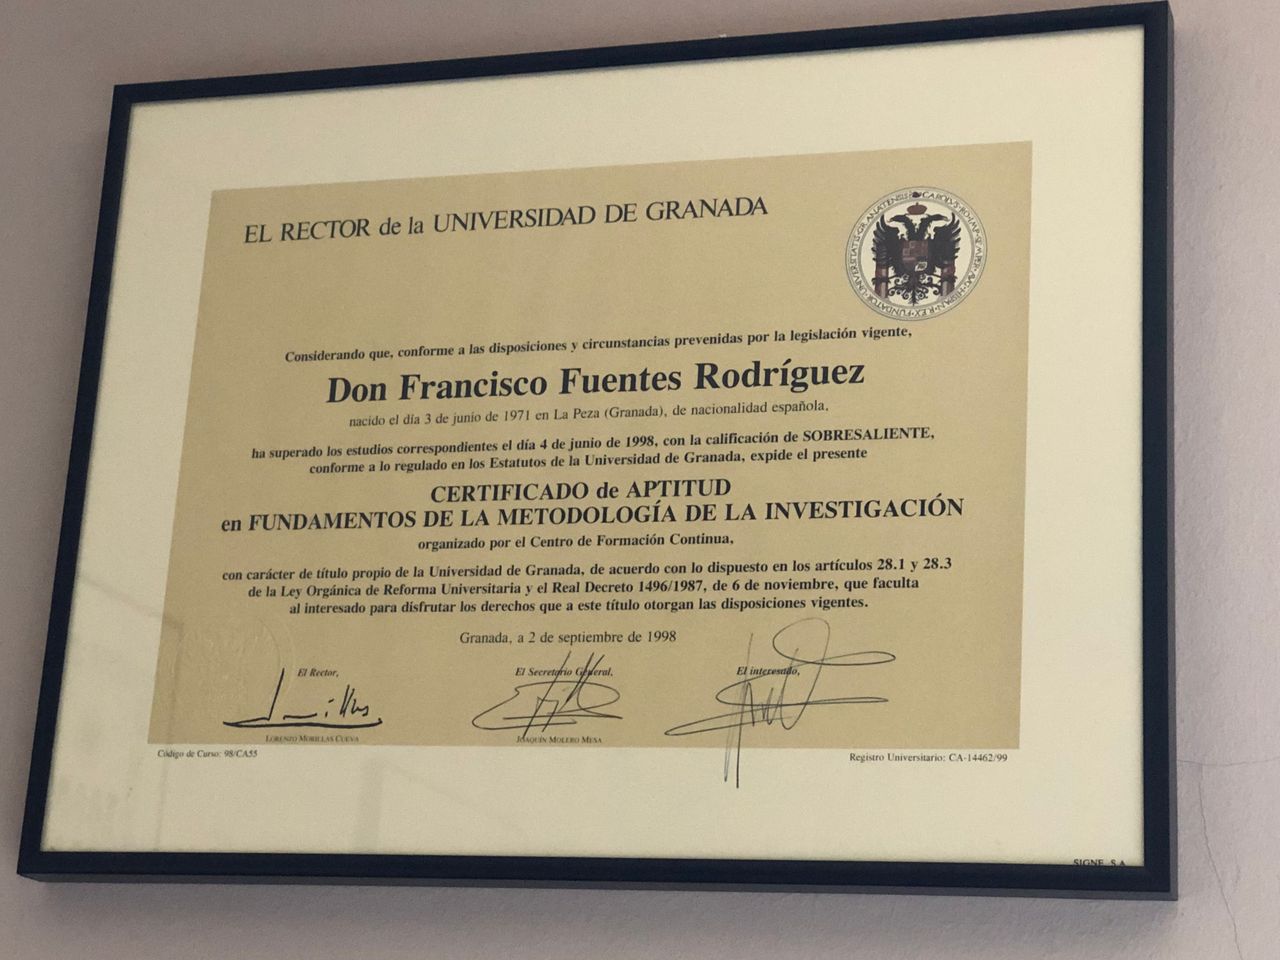 EL RECTOR de la UNIVERSIDAD DE GRANADA
Considerando que, conforme a las disposiciones y circunstancias prevenidas por la legislación vigente,
Don Francisco Fuentes Rodríguez
nacido el día 3 de junio de 1971 en La Peza (Granada), de nacionalidad española,
ha superado los estudios correspondientes el día 4 de junio de 1998, con la calificación de SOBRESALIENTE,
conforme a lo regulado en los Estatutos de la Universidad de Granada, expide el presente
CERTIFICADO de APTITUD
en FUNDAMENTOS DE LA METODOLOGÍA DE LA INVESTIGACIÓN
organizado por el Centro de Formación Continua,
con carácter de título propio de la Universidad de Granada, de acuerdo con lo dispuesto en los artículos 28.1 y 28.3
de la Ley Orgánica de Reforma Universitaria y el Real Decreto 1496/1987, de 6 de noviembre, que faculta
al interesado para disfrutar los derechos que a este título otorgan las disposiciones vigentes.
Granada, a 2 de septiembre de 1998
El Rector, El Secretario General, El interesado,
LORENZO MORILLAS CUEVA JOAQUÍN MOLERO MESA
Código de Curso: 98/CA55 Registro Universitario: CA-14462/99
SIGNE, S.A.